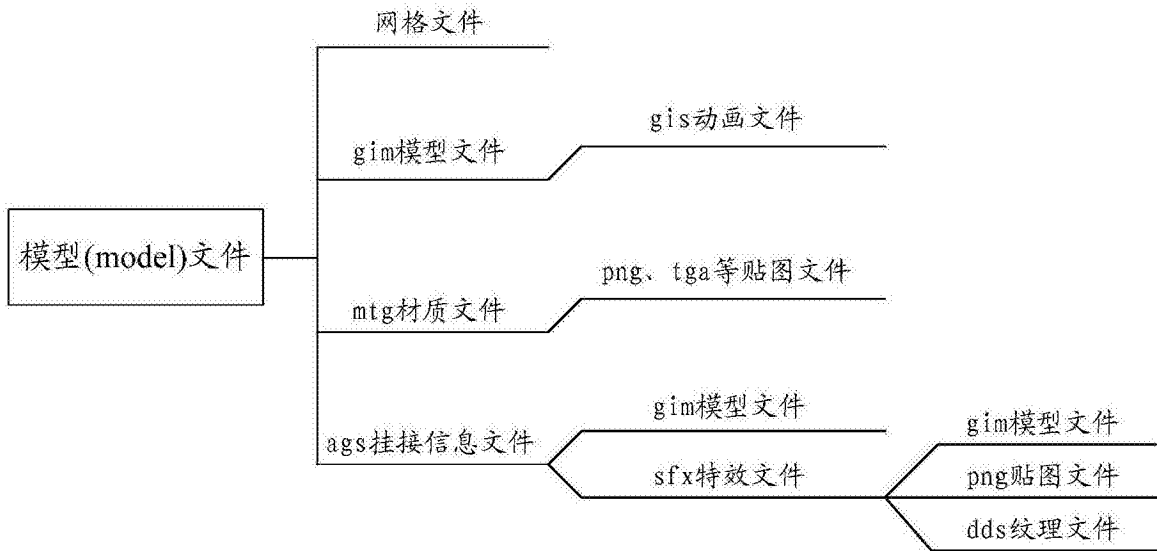 网格文件
gis动画文件
gim模型文件
模型(model)文件
png、tga等贴图文件
mtg材质文件
gim模型文件
gim模型文件
ags挂接信息文件
sfx特效文件
png贴图文件
dds纹理文件